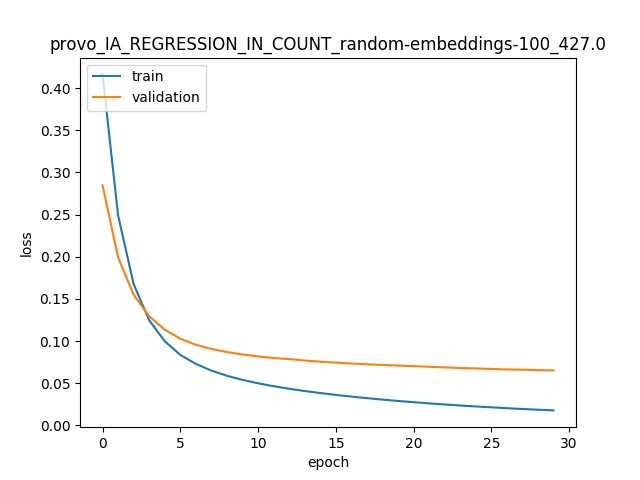 provo_IA_REGRESSION_IN_COUNT_random-embeddings-100_427.0
train
validation
0.40
0.35
0.30
0.25
0.20
0.15
0.10
0.05
0.00
loss
0 5 10 15 20 25 30
epoch